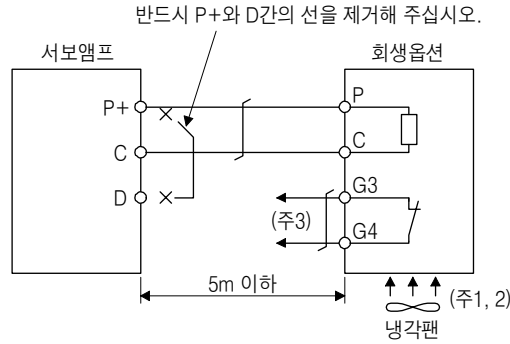 반드시 P+와 D간의 선을 제거해 주십시오.
서보앰프
회생옵션
P+
P
C
C
D
G3
(주3)
G4
5m 이하
(주1, 2)
냉각팬